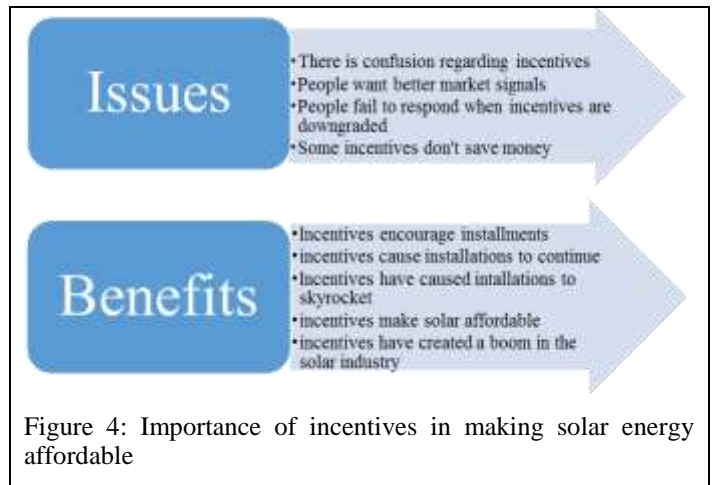 Issues
•There is confusion regarding incentives
•People want better market signals
•People fail to respond when incentives are
downgraded
•Some incentives don't save money
Benefits
•Incentives encourage installments
•incentives cause installations to continue
•Incentives have caused intallations to
skyrocket
•incentives make solar affordable
•incentives have created a boom in the
solar industry
Figure 4: Importance of incentives in making solar energy
affordable